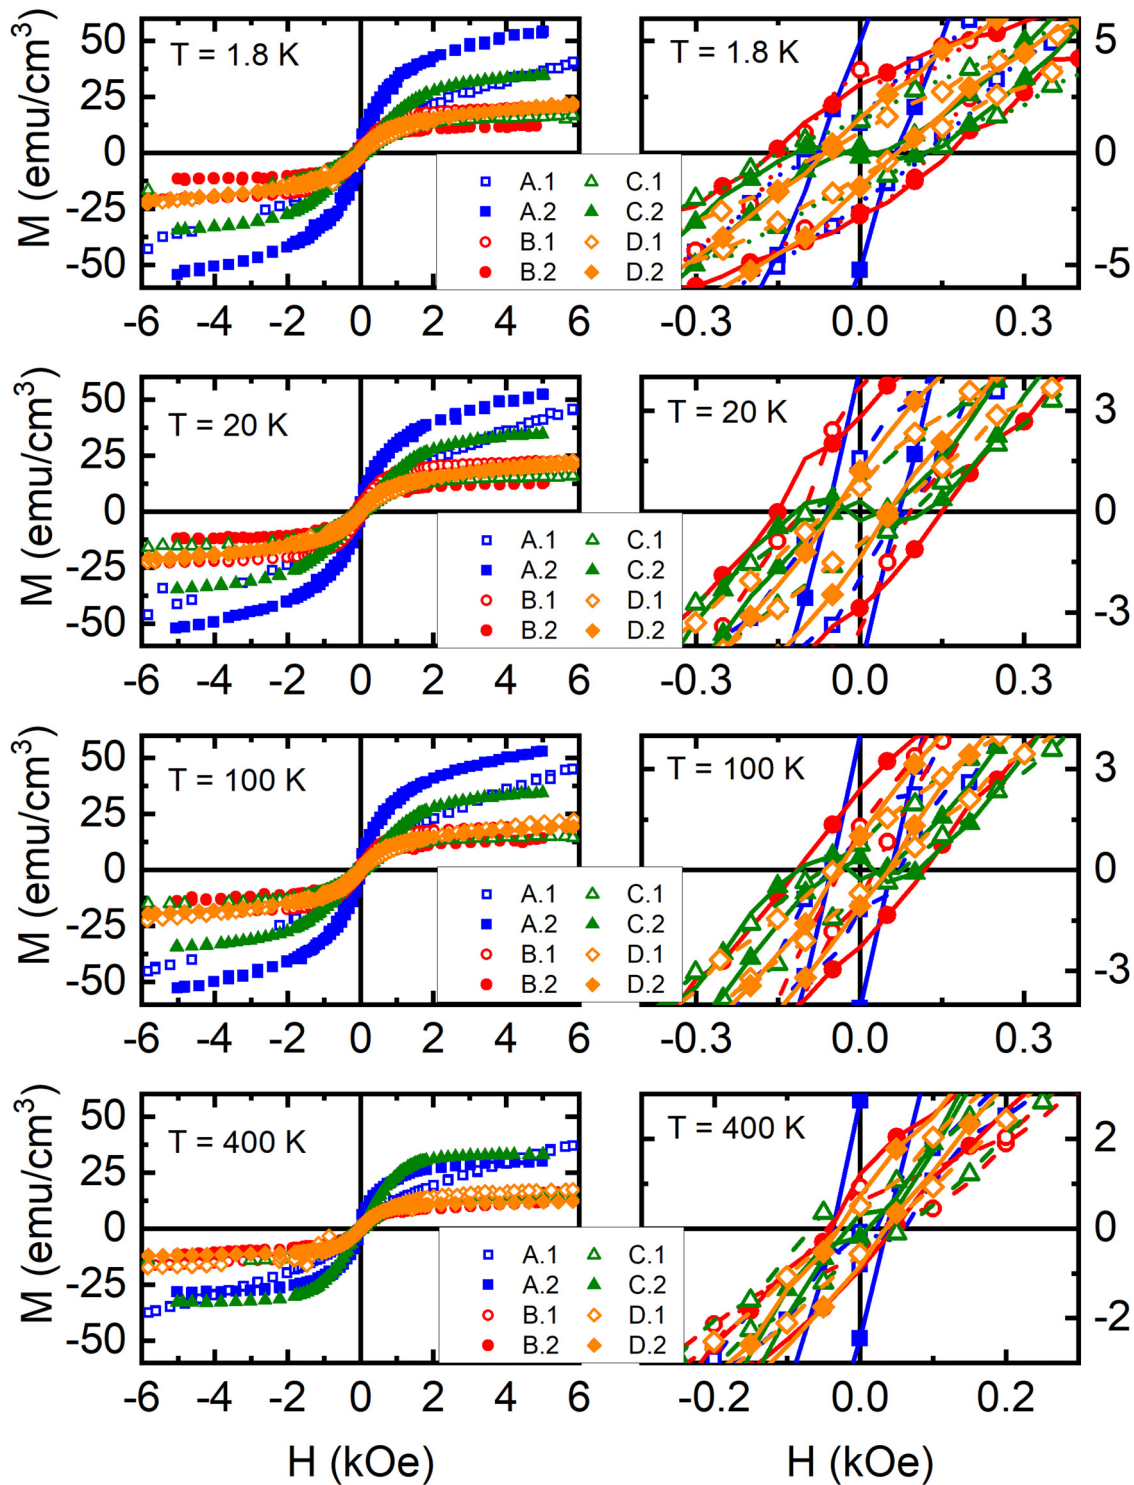 M (emu/cm³)
50
25
0
-25
-50
T = 1.8 K
A.1 C.1
A.2 C.2
B.1 D.1
B.2 D.2
-6 -4 -2 0 2 4 6
T = 1.8 K
5
0
-5
-0.3 0.0 0.3
M (emu/cm³)
50
25
0
-25
-50
T = 20 K
A.1 C.1
A.2 C.2
B.1 D.1
B.2 D.2
-6 -4 -2 0 2 4 6
T = 20 K
3
0
-3
-0.3 0.0 0.3
M (emu/cm³)
50
25
0
-25
-50
T = 100 K
A.1 C.1
A.2 C.2
B.1 D.1
B.2 D.2
-6 -4 -2 0 2 4 6
T = 100 K
3
0
-3
-0.3 0.0 0.3
M (emu/cm³)
50
25
0
-25
-50
T = 400 K
A.1 C.1
A.2 C.2
B.1 D.1
B.2 D.2
-6 -4 -2 0 2 4 6
T = 400 K
2
0
-2
-0.2 0.0 0.2
H (kOe) H (kOe)